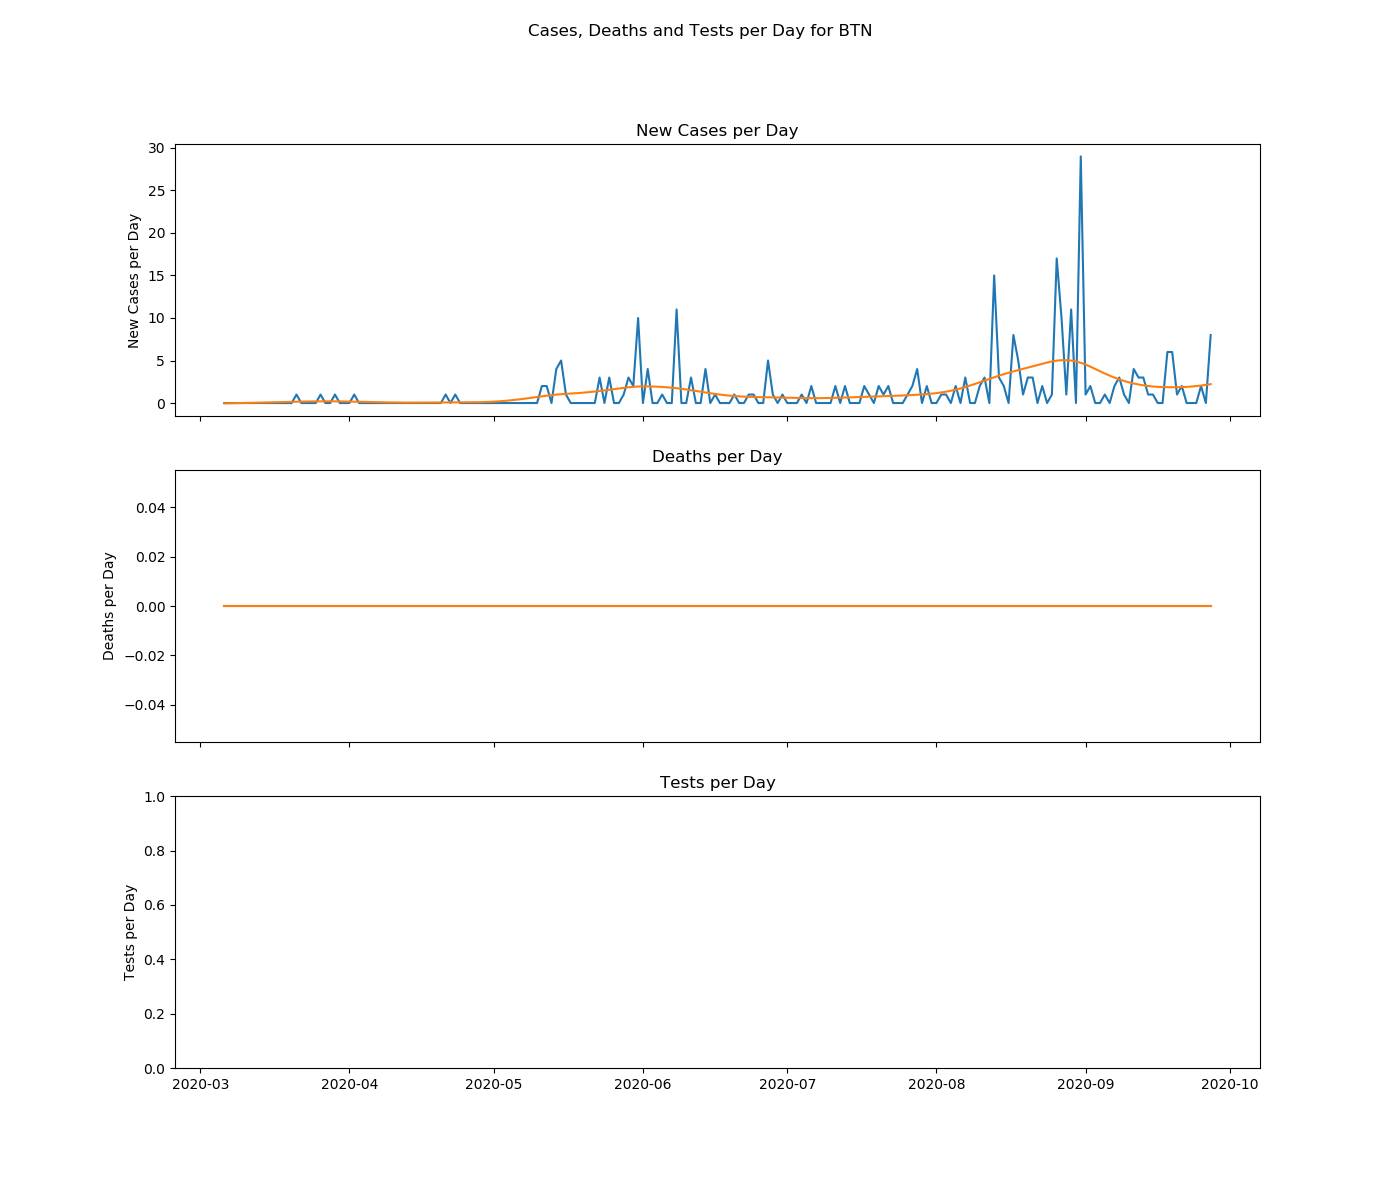 Cases, Deaths and Tests per Day for BTN
New Cases per Day
New Cases per Day
30
25
20
15
10
5
0
Deaths per Day
Deaths per Day
0.04
0.02
0.00
−0.02
−0.04
Tests per Day
Tests per Day
1.0
0.8
0.6
0.4
0.2
0.0
2020-03 2020-04 2020-05 2020-06 2020-07 2020-08 2020-09 2020-10